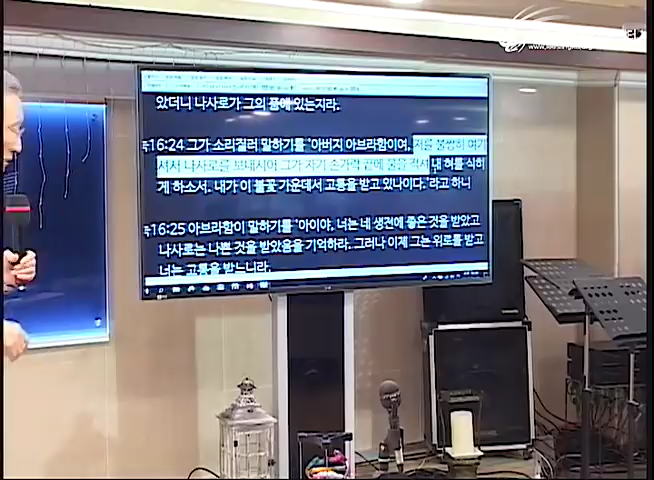 았더니 나사로가 그의 품에 있는지라.
16:24 그가 소리질러 말하기를 '아버지 아브라함이여, 저를 불쌍히 여기
셔서 나사로를 보내시어 그가 자기 손가락 끝에 물을 적셔 내 혀를 식히
게 하소서. 내가 이 불꽃 가운데서 고통을 받고 있나이다.'라고 하니
16:25 아브라함이 말하기를 '아이야, 너는 네 생전에 좋은 것을 받았고
나사로는 나쁜 것을 받았음을 기억하라. 그러나 이제 그는 위로를 받고
너는 고통을 받느니라.